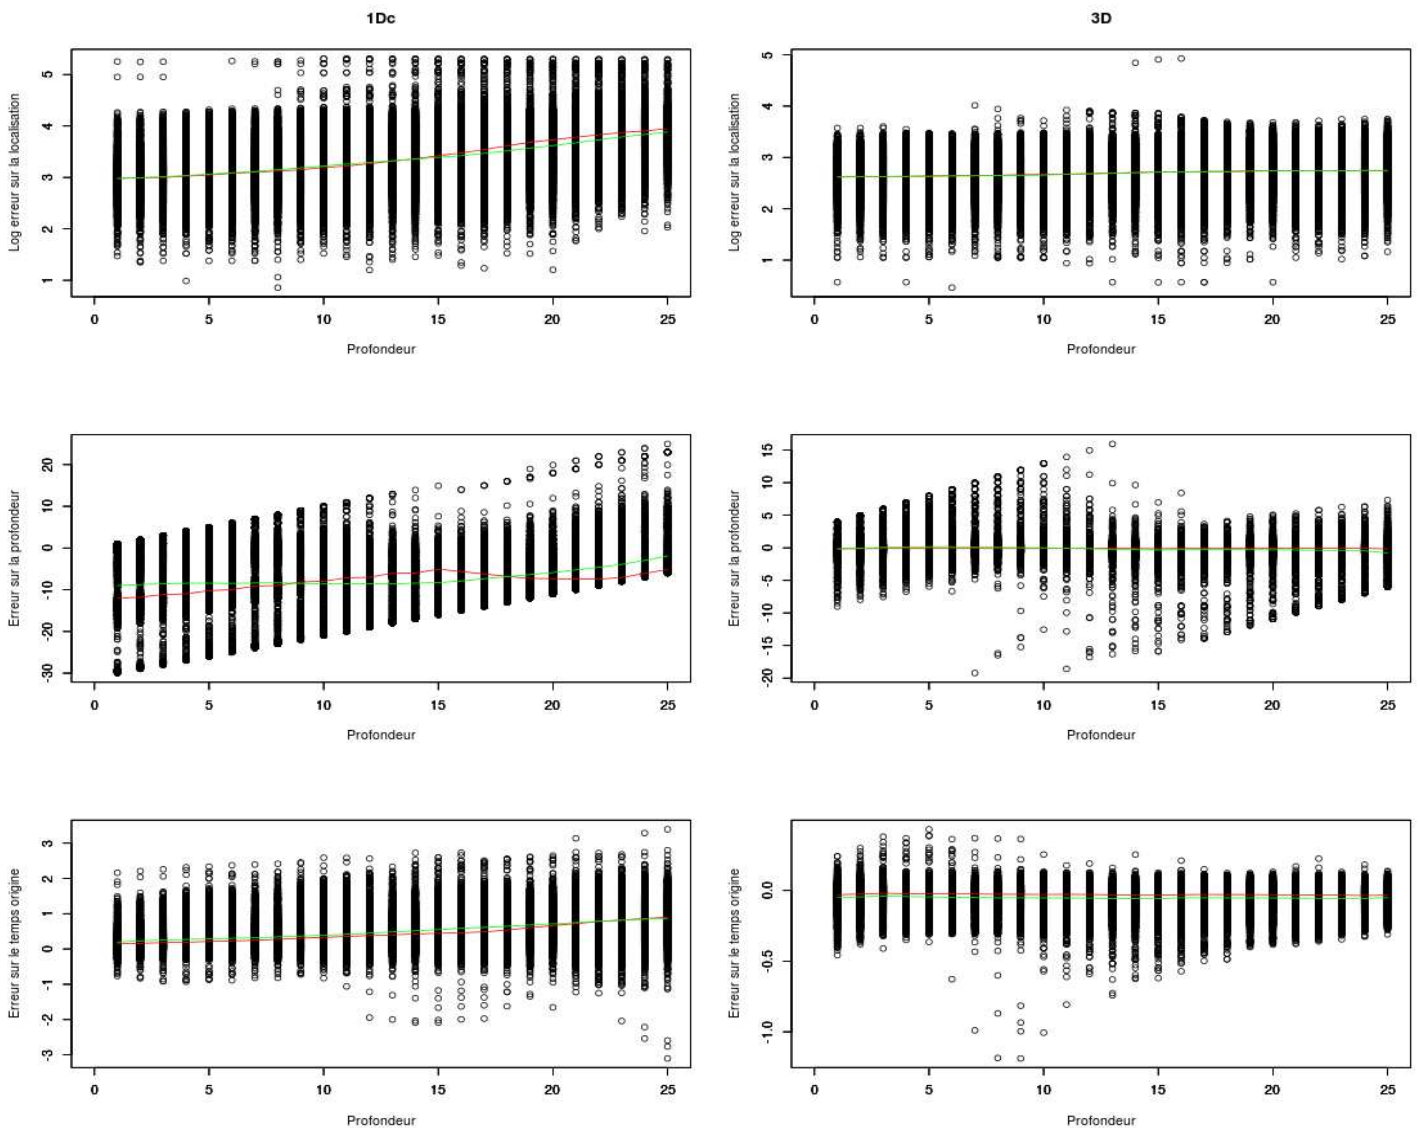 1Dc
3D
Log erreur sur la localisation
5
4
3
2
1
0 5 10 15 20 25
Profondeur
Log erreur sur la localisation
5
4
3
2
1
0 5 10 15 20 25
Profondeur
Erreur sur la profondeur
20
10
0
-10
-20
-30
0 5 10 15 20 25
Profondeur
Erreur sur la profondeur
15
10
5
0
-5
-10
-15
-20
0 5 10 15 20 25
Profondeur
Erreur sur le temps origine
3
2
1
0
-1
-2
-3
0 5 10 15 20 25
Profondeur
Erreur sur le temps origine
0.0
-0.5
-1.0
0 5 10 15 20 25
Profondeur